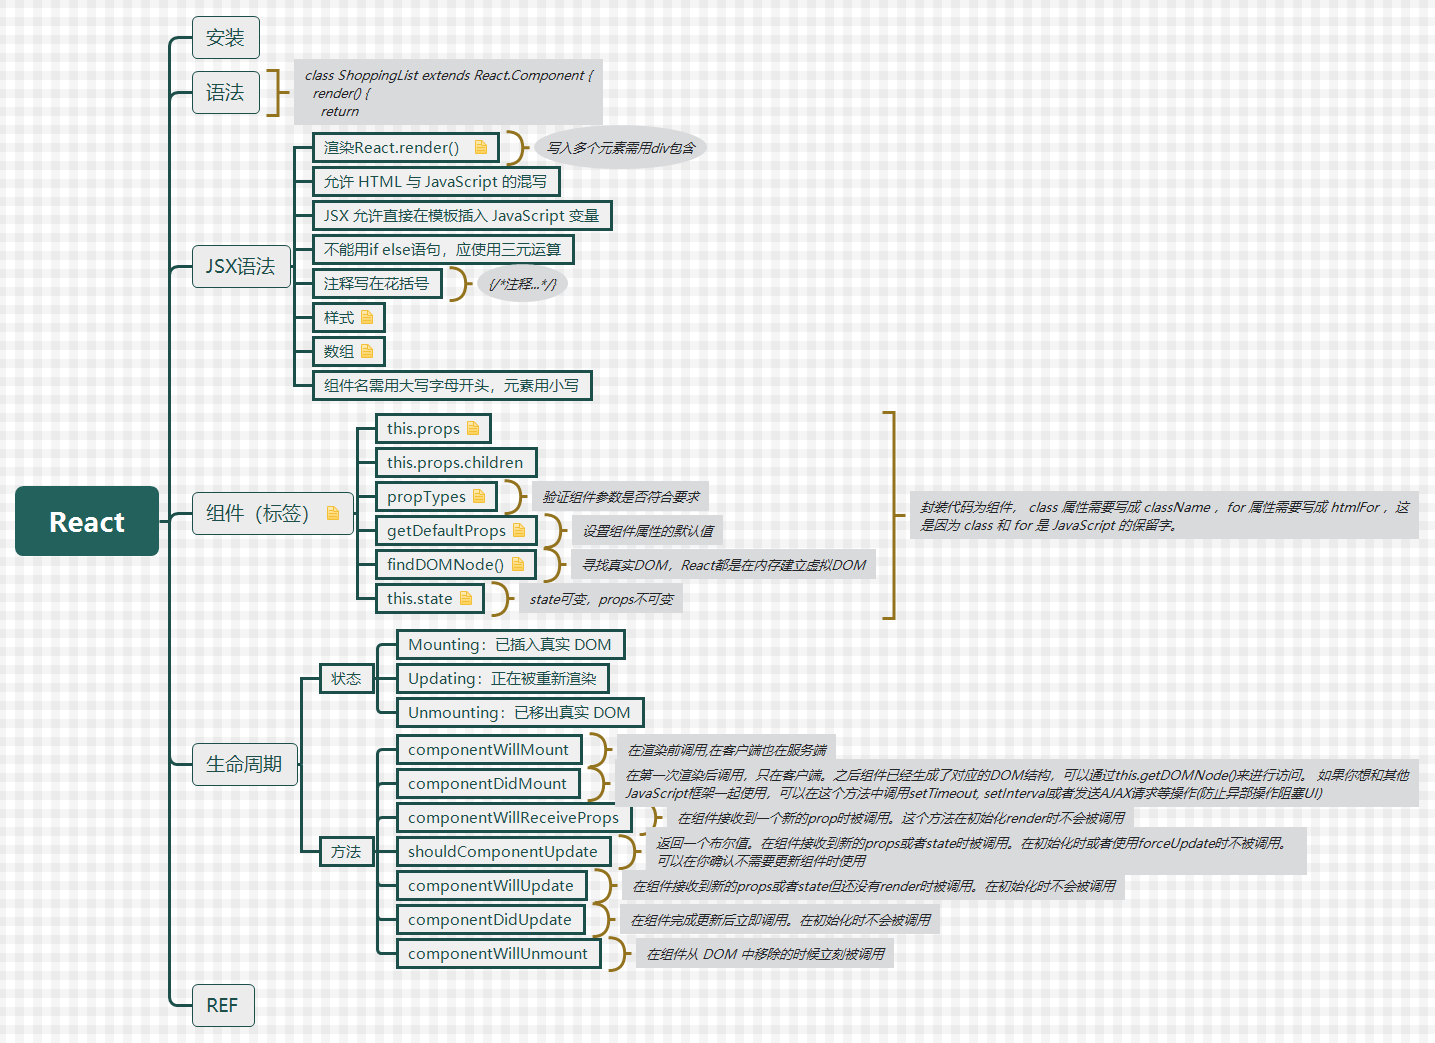 安装
语法
class ShoppingList extends React.Component {
render() {
return
渲染React.render()
写入多个元素需用div包含
允许 HTML 与 JavaScript 的混写
JSX 允许直接在模板插入 JavaScript 变量
不能用if else语句，应使用三元运算
JSX语法
注释写在花括号
{/*注释...*/}
样式
数组
组件名需用大写字母开头，元素用小写
this.props
this.props.children
propTypes
验证组件参数是否符合要求
组件（标签）
getDefaultProps
设置组件属性的默认值
findDOMNode()
寻找真实DOM，React都是在内存建立虚拟DOM
this.state
state可变，props不可变
封装代码为组件， class 属性需要写成 className ，for 属性需要写成 htmlFor ，这
是因为 class 和 for 是 JavaScript 的保留字。
React
状态
Mounting：已插入真实 DOM
Updating：正在被重新渲染
Unmounting：已移出真实 DOM
生命周期
方法
componentWillMount
在渲染前调用,在客户端也在服务端
componentDidMount
在第一次渲染后调用，只在客户端。之后组件已经生成了对应的DOM结构，可以通过this.getDOMNode()来进行访问。 如果你想和其他
JavaScript框架一起使用，可以在这个方法中调用setTimeout, setInterval或者发送AJAX请求等操作(防止异部操作阻塞UI)
componentWillReceiveProps
在组件接收到一个新的prop时被调用。这个方法在初始化render时不会被调用
shouldComponentUpdate
返回一个布尔值。在组件接收到新的props或者state时被调用。在初始化时或者使用forceUpdate时不被调用。
可以在你确认不需要更新组件时使用
componentWillUpdate
在组件接收到新的props或者state但还没有render时被调用。在初始化时不会被调用
componentDidUpdate
在组件完成更新后立即调用。在初始化时不会被调用
componentWillUnmount
在组件从 DOM 中移除的时候立刻被调用
REF